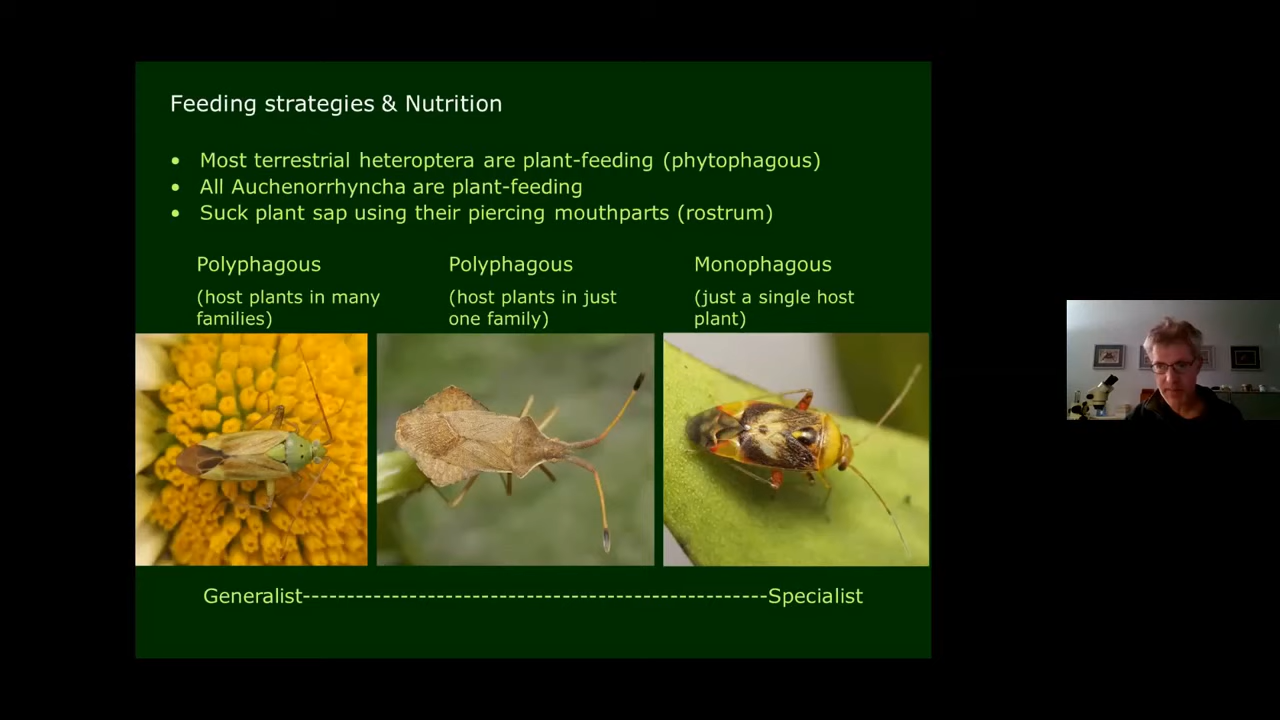 Feeding strategies & Nutrition
• Most terrestrial heteroptera are plant-feeding (phytophagous)
• All Auchenorrhyncha are plant-feeding
• Suck plant sap using their piercing mouthparts (rostrum)
Polyphagous
(host plants in many
families)
Polyphagous
(host plants in just
one family)
Monophagous
(just a single host
plant)
Generalist-----------------------------------------------------Specialist